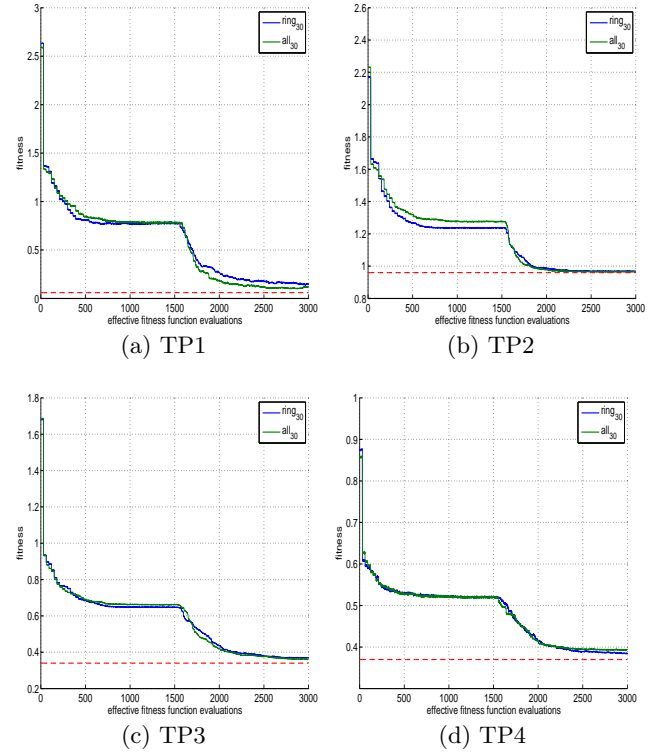 3
2.5
2
1.5
1
0.5
0
fitness
ring30
all30
0 500 1000 1500 2000 2500 3000
effective fitness function evaluations
(a) TP1
2.6
2.4
2.2
2
1.8
1.6
1.4
1.2
1
0.8
fitness
ring30
all30
0 500 1000 1500 2000 2500 3000
effective fitness function evaluations
(b) TP2
1.8
1.6
1.4
1.2
1
0.8
0.6
0.4
0.2
fitness
ring30
all30
0 500 1000 1500 2000 2500 3000
effective fitness function evaluations
(c) TP3
1
0.9
0.8
0.7
0.6
0.5
0.4
fitness
ring30
all30
0 500 1000 1500 2000 2500 3000
effective fitness function evaluations
(d) TP4